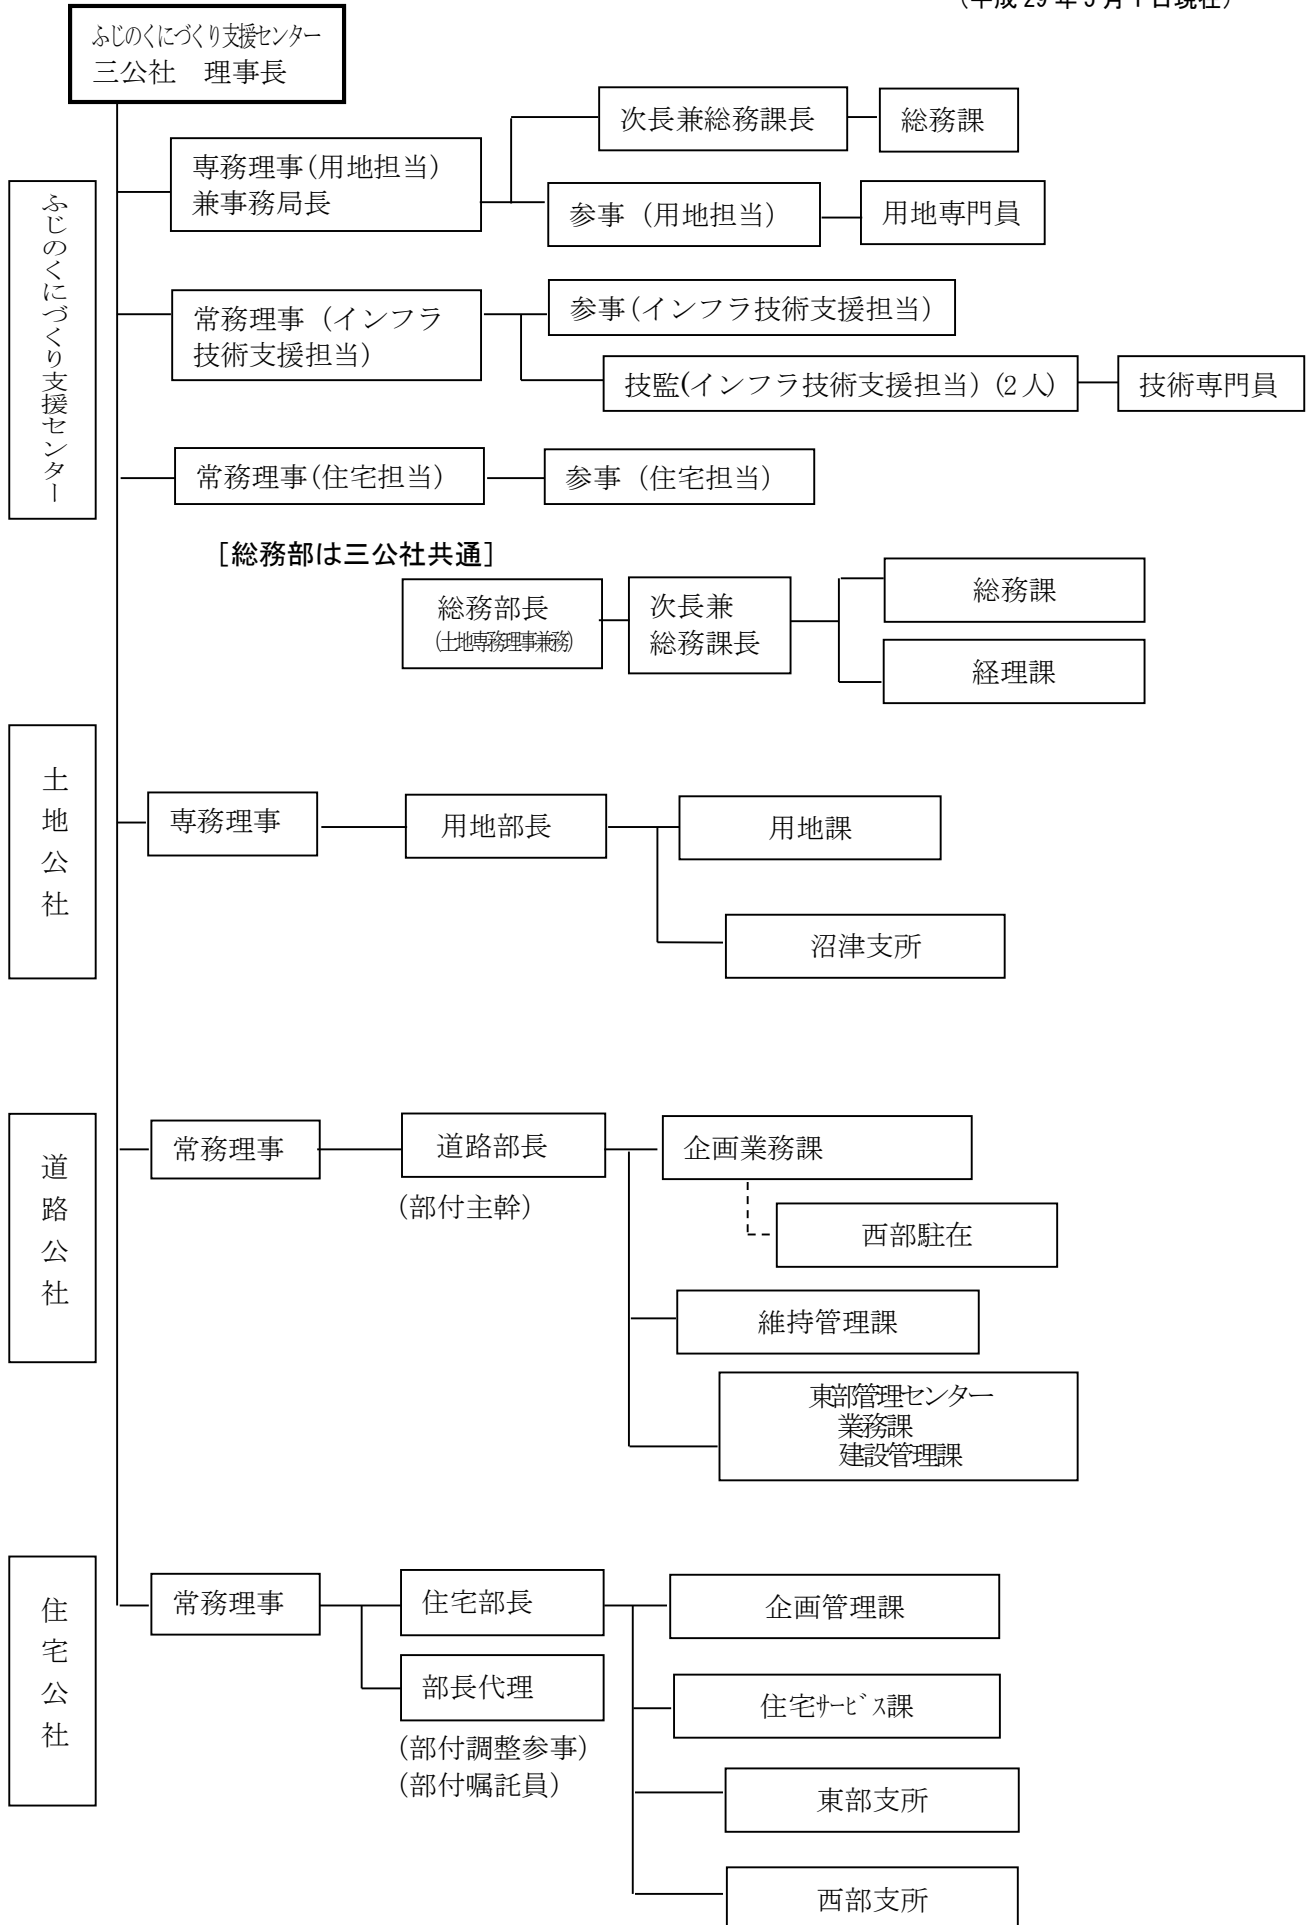 (平成 29 年 5 月 1 日現在)
ふじのくにづくり支援センター
三公社　理事長
次長兼総務課長
総務課
専務理事(用地担当)
兼事務局長
参事（用地担当）
用地専門員
ふじのくにづくり支援センター
常務理事（インフラ
技術支援担当）
参事(インフラ技術支援担当)
技監(インフラ技術支援担当）(2人)
技術専門員
常務理事(住宅担当)
参事（住宅担当）
［総務部は三公社共通］
総務部長
(土地専務理事兼務)
次長兼
総務課長
総務課
経理課
土地公社
専務理事
用地部長
用地課
沼津支所
道路公社
常務理事
道路部長
(部付主幹)
企画業務課
西部駐在
維持管理課
東部管理センター
業務課
建設管理課
住宅公社
常務理事
住宅部長
企画管理課
部長代理
(部付調整参事)
(部付嘱託員)
住宅ｻｰﾋﾞｽ課
東部支所
西部支所